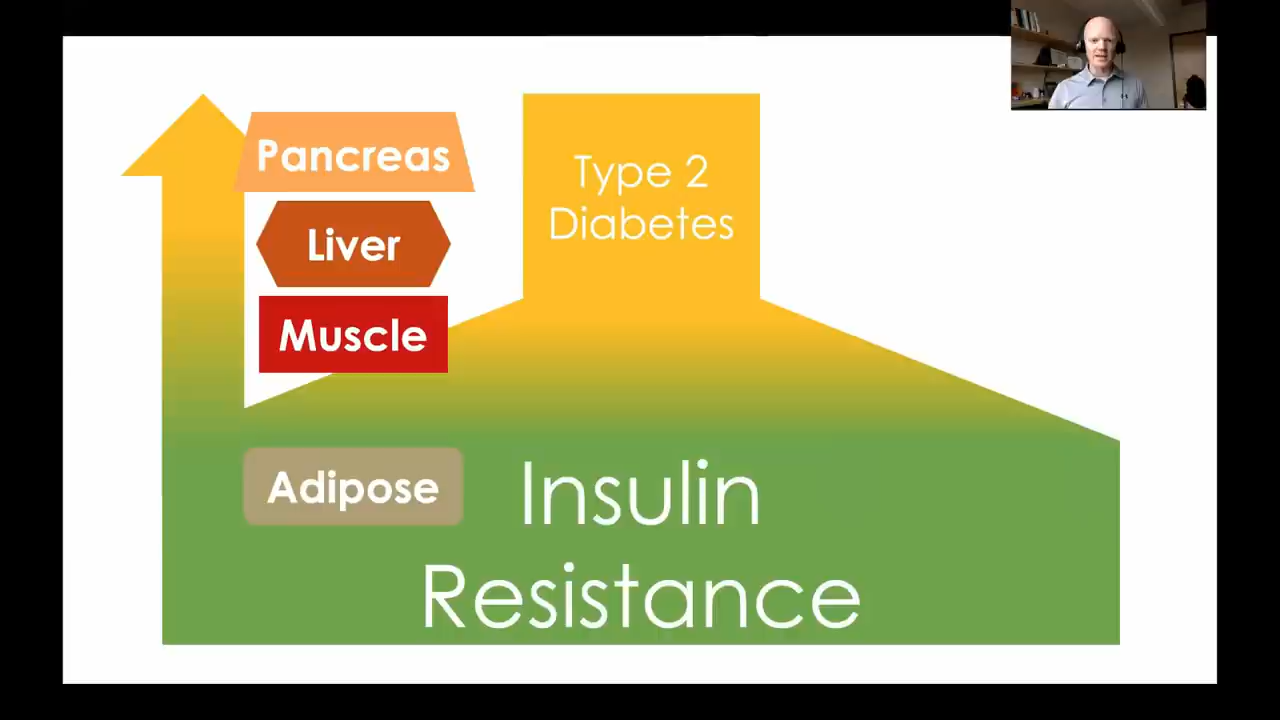 Pancreas
Liver
Muscle
Type 2
Diabetes
Adipose
Insulin
Resistance